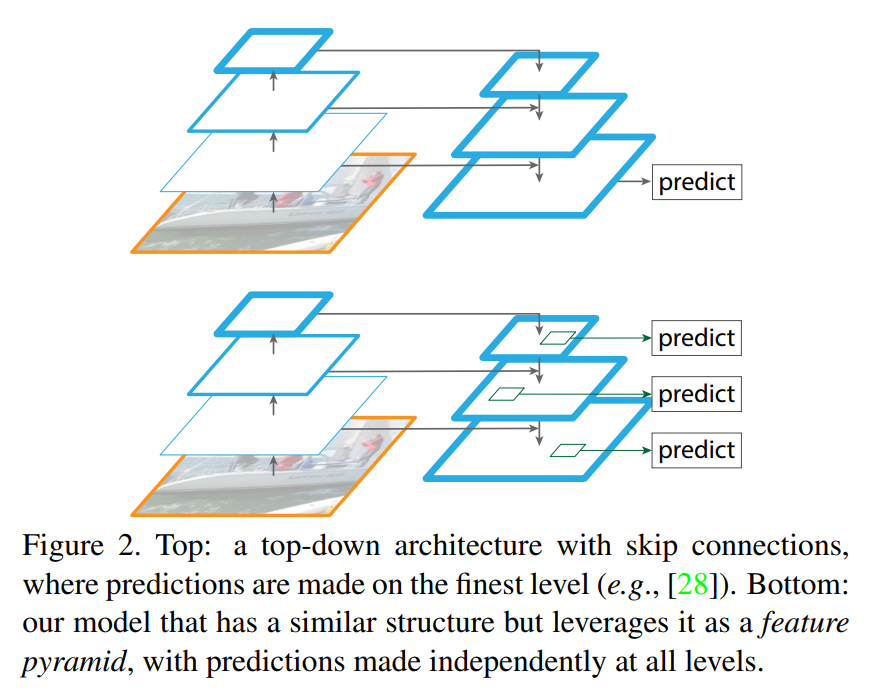 predict
predict
predict
predict
Figure 2. Top: a top-down architecture with skip connections,
where predictions are made on the finest level (e.g., [28]). Bottom:
our model that has a similar structure but leverages it as a feature
pyramid, with predictions made independently at all levels.